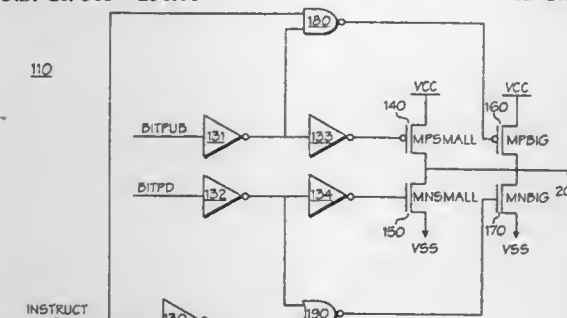 180
110
VCC
VCC
140
160
BITPUB
131
133
MPSMALL
MPBIG
BITPD
132
134
MNSMALL
MNBIG
20
150
170
VSS
VSS
INSTRUCT
190